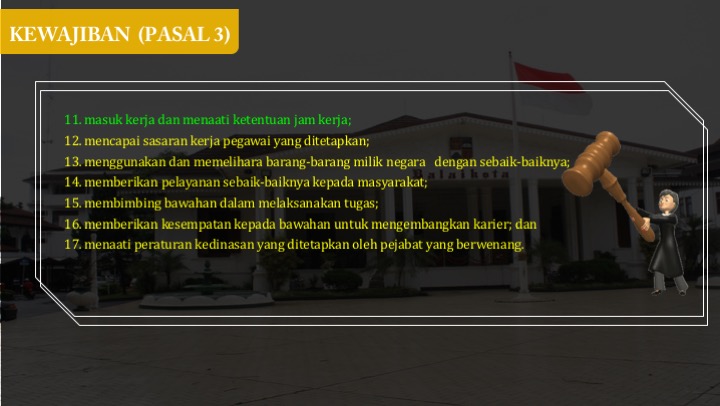 KEWAJIBAN (PASAL 3)
11. masuk kerja dan menaati ketentuan jam kerja;
12. mencapai sasaran kerja pegawai yang ditetapkan;
13. menggunakan dan memelihara barang-barang milik negara dengan sebaik-baiknya;
14. memberikan pelayanan sebaik-baiknya kepada masyarakat;
15. membimbing bawahan dalam melaksanakan tugas;
16. memberikan kesempatan kepada bawahan untuk mengembangkan karier; dan
17. menaati peraturan kedinasan yang ditetapkan oleh pejabat yang berwenang.
Balaikota